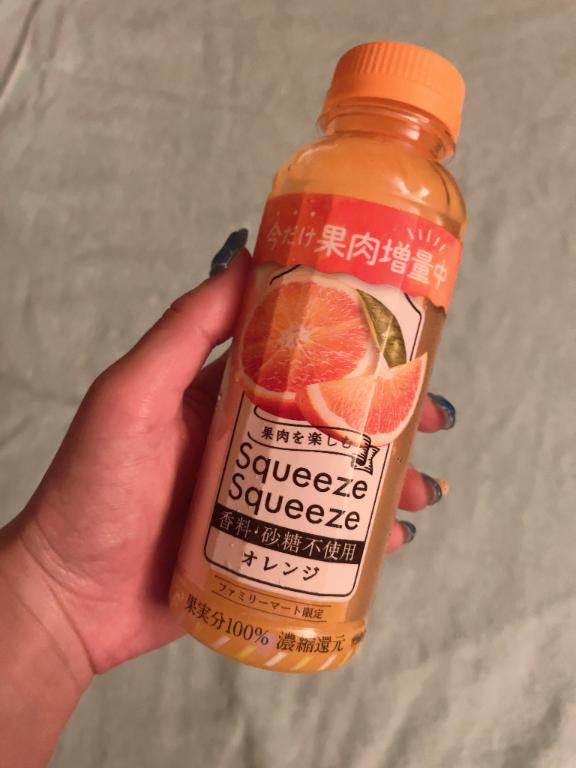 今だけ果肉増量中
果肉を楽しむ
Squeeze
Squeeze
香料・砂糖不使用
オレンジ
ファミリーマート限定
果実分100% 濃縮還元